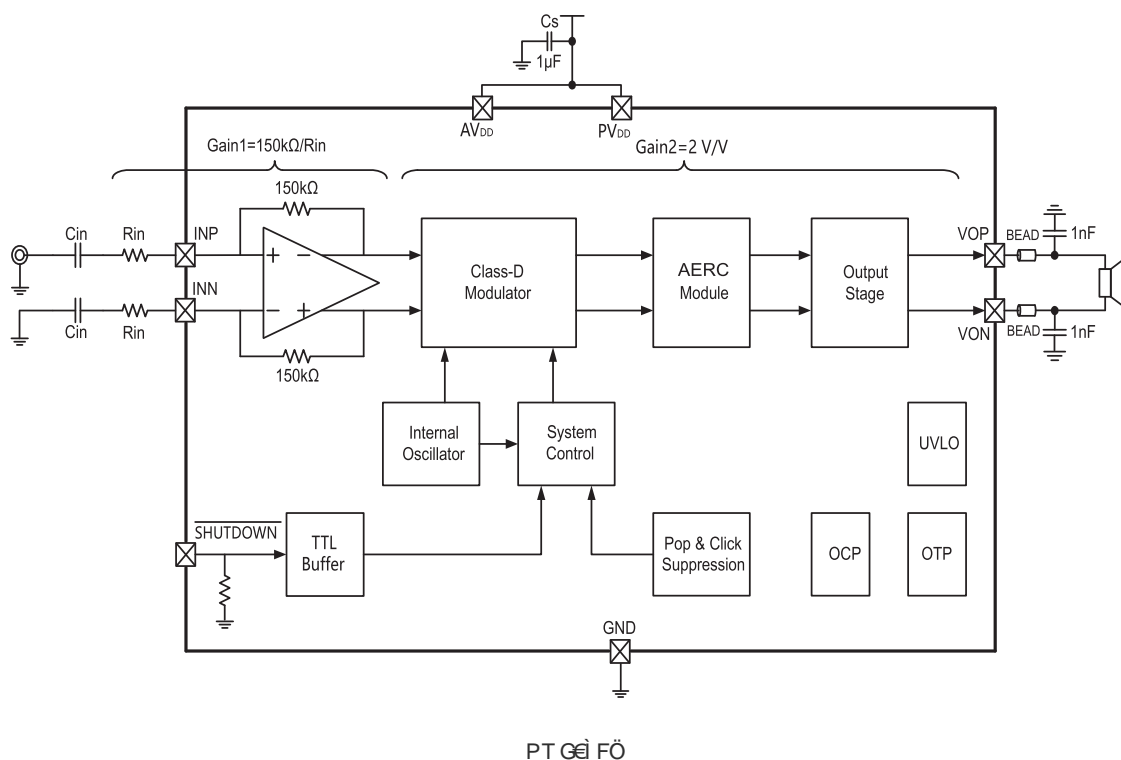 Cs
1µF
AVDD
PVDD
Gain1=150kΩ/Rin
Gain2=2 V/V
150kΩ
Cin
Rin
INP
+
−
Class-D
Modulator
AERC
Module
Output
Stage
VOP
BEAD
1nF
INN
−
+
Cin
Rin
150kΩ
VON
BEAD
1nF
Internal
Oscillator
System
Control
UVLO
SHUTDOWN
TTL
Buffer
Pop & Click
Suppression
OCP
OTP
GND